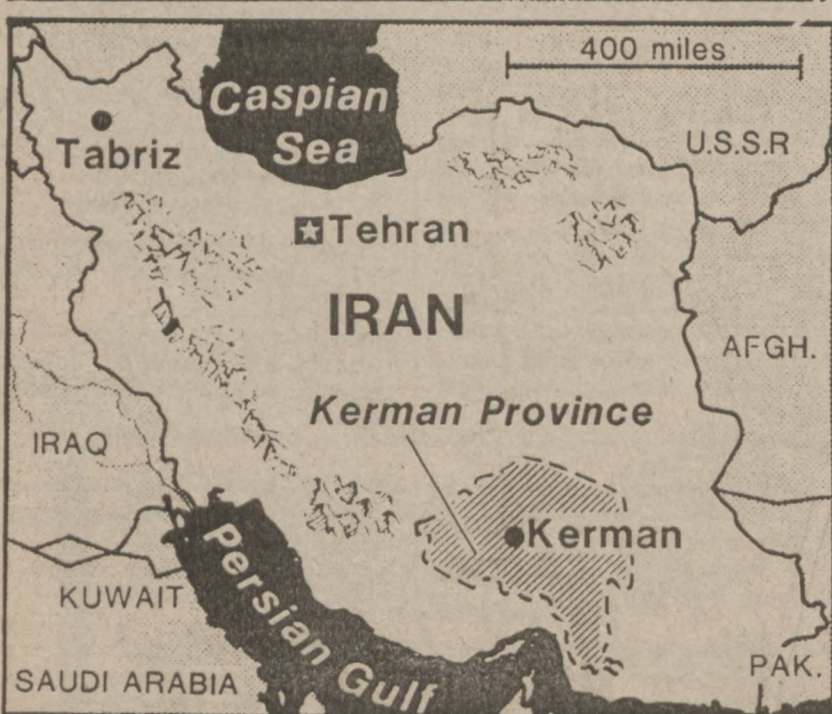 400 miles
Caspian
Sea
U.S.S.R
Tabriz
Tehran
IRAN
AFGH.
Kerman Province
IRAQ
Kerman
Persian Gulf
KUWAIT
PAK.
SAUDI ARABIA